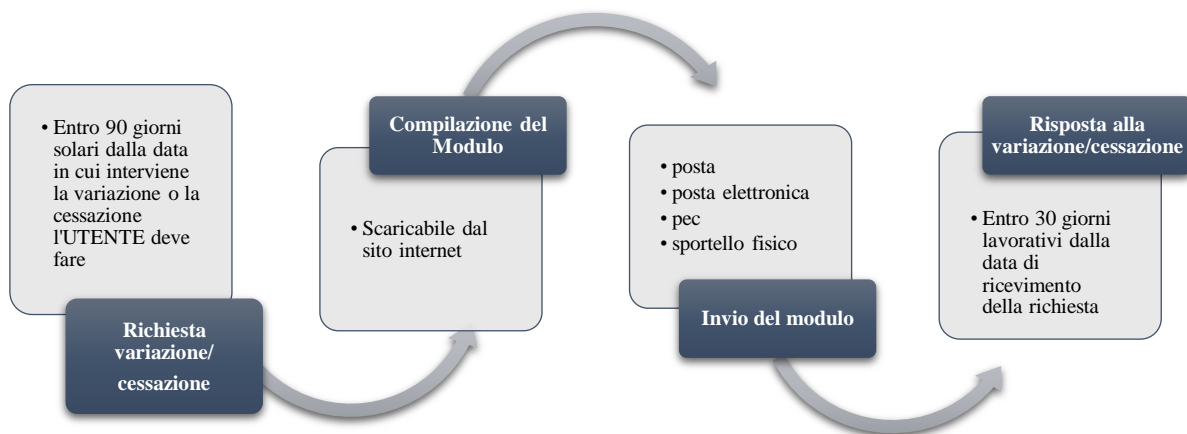 • Entro 90 giorni
solari dalla data
in cui interviene
la variazione o la
cessazione
l'UTENTE deve
fare
Richiesta
variazione/
cessazione
Compilazione del
Modulo
• Scaricabile dal
sito internet
• posta
• posta elettronica
• pec
• sportello fisico
Invio del modulo
Risposta alla
variazione/cessazione
• Entro 30 giorni
lavorativi dalla
data di
ricevimento
della richiesta